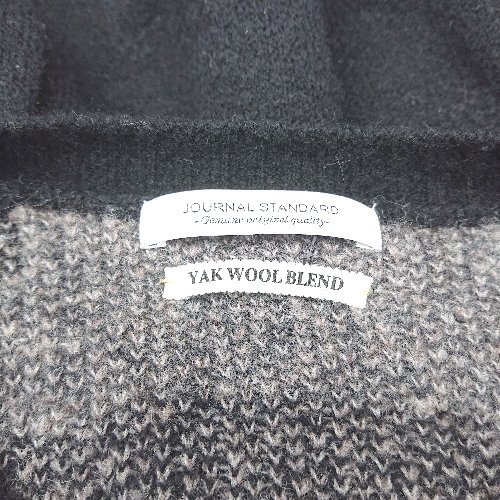 JOURNAL STANDARD
-Genuine original quality-
YAK WOOL BLEND